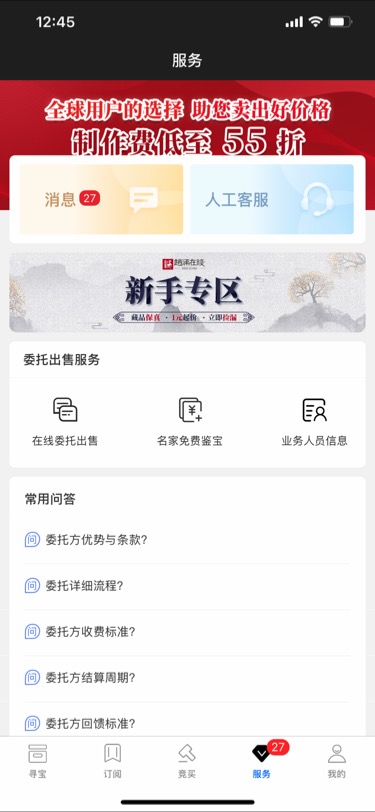 12:45
服务
全球用户的选择 助您卖出好价格
制作费低至 55 折
消息 27
人工客服
赵涌在线
新手专区
藏品保真 · 1元起拍 · 立即捡漏
委托出售服务
在线委托出售
名家免费鉴宝
业务人员信息
常用问答
问 委托方优势与条款?
问 委托详细流程?
问 委托方收费标准?
问 委托方结算周期?
问 委托方回馈标准?
27
寻宝
订阅
竞买
服务
我的